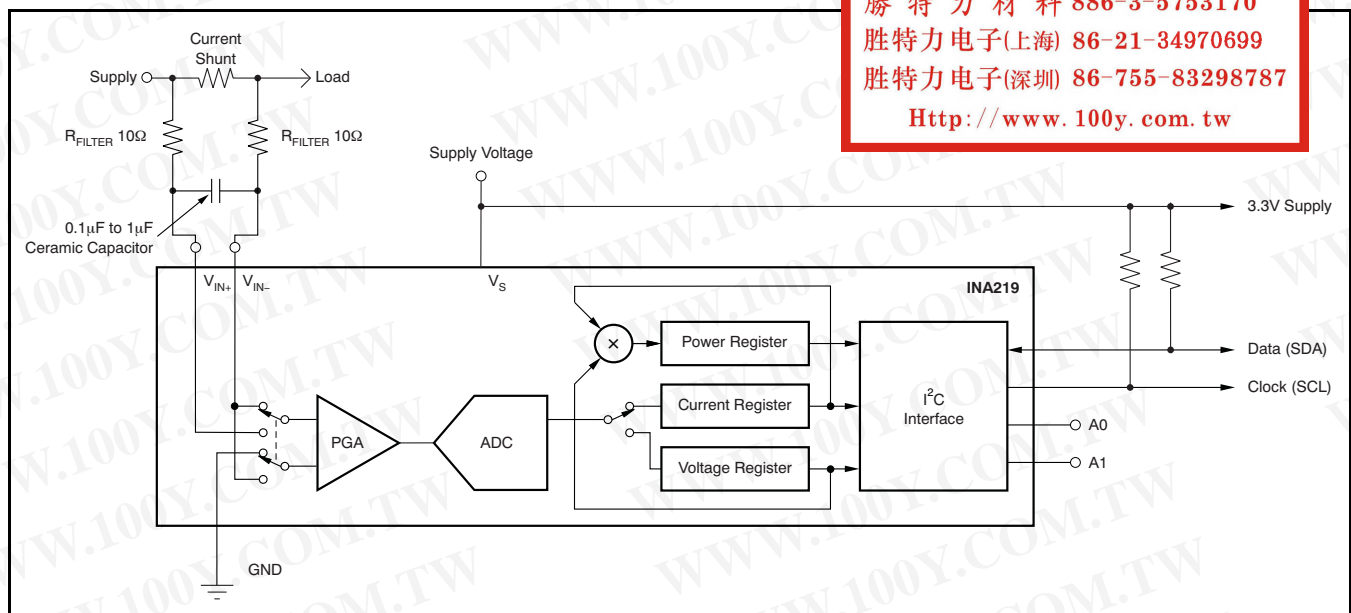 勝特力材料 886-3-5753170
胜特力电子(上海) 86-21-34970699
胜特力电子(深圳) 86-755-83298787
Http://www.100y.com.tw
Current
Shunt
Supply
Load
RFILTER 10Ω
RFILTER 10Ω
0.1μF to 1μF
Ceramic Capacitor
Supply Voltage
3.3V Supply
VIN+
VIN–
VS
INA219
×
Power Register
Data (SDA)
Current Register
I²C
Interface
Clock (SCL)
PGA
ADC
A0
Voltage Register
A1
GND
WWW.100Y.COM.TW